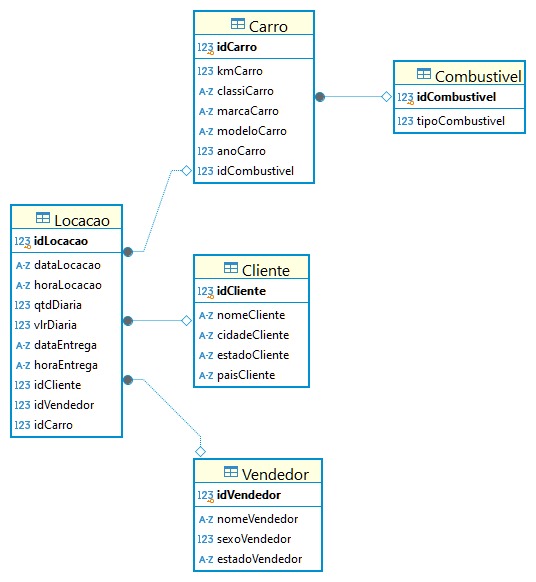 Carro
123 idCarro
123 kmCarro
A-Z classiCarro
A-Z marcaCarro
A-Z modeloCarro
123 anoCarro
123 idCombustivel
Combustivel
123 idCombustivel
123 tipoCombustivel
Locacao
123 idLocacao
A-Z dataLocacao
A-Z horaLocacao
123 qtdDiaria
123 vlrDiaria
A-Z dataEntrega
A-Z horaEntrega
123 idCliente
123 idVendedor
123 idCarro
Cliente
123 idCliente
A-Z nomeCliente
A-Z cidadeCliente
A-Z estadoCliente
A-Z paisCliente
Vendedor
123 idVendedor
A-Z nomeVendedor
123 sexoVendedor
A-Z estadoVendedor